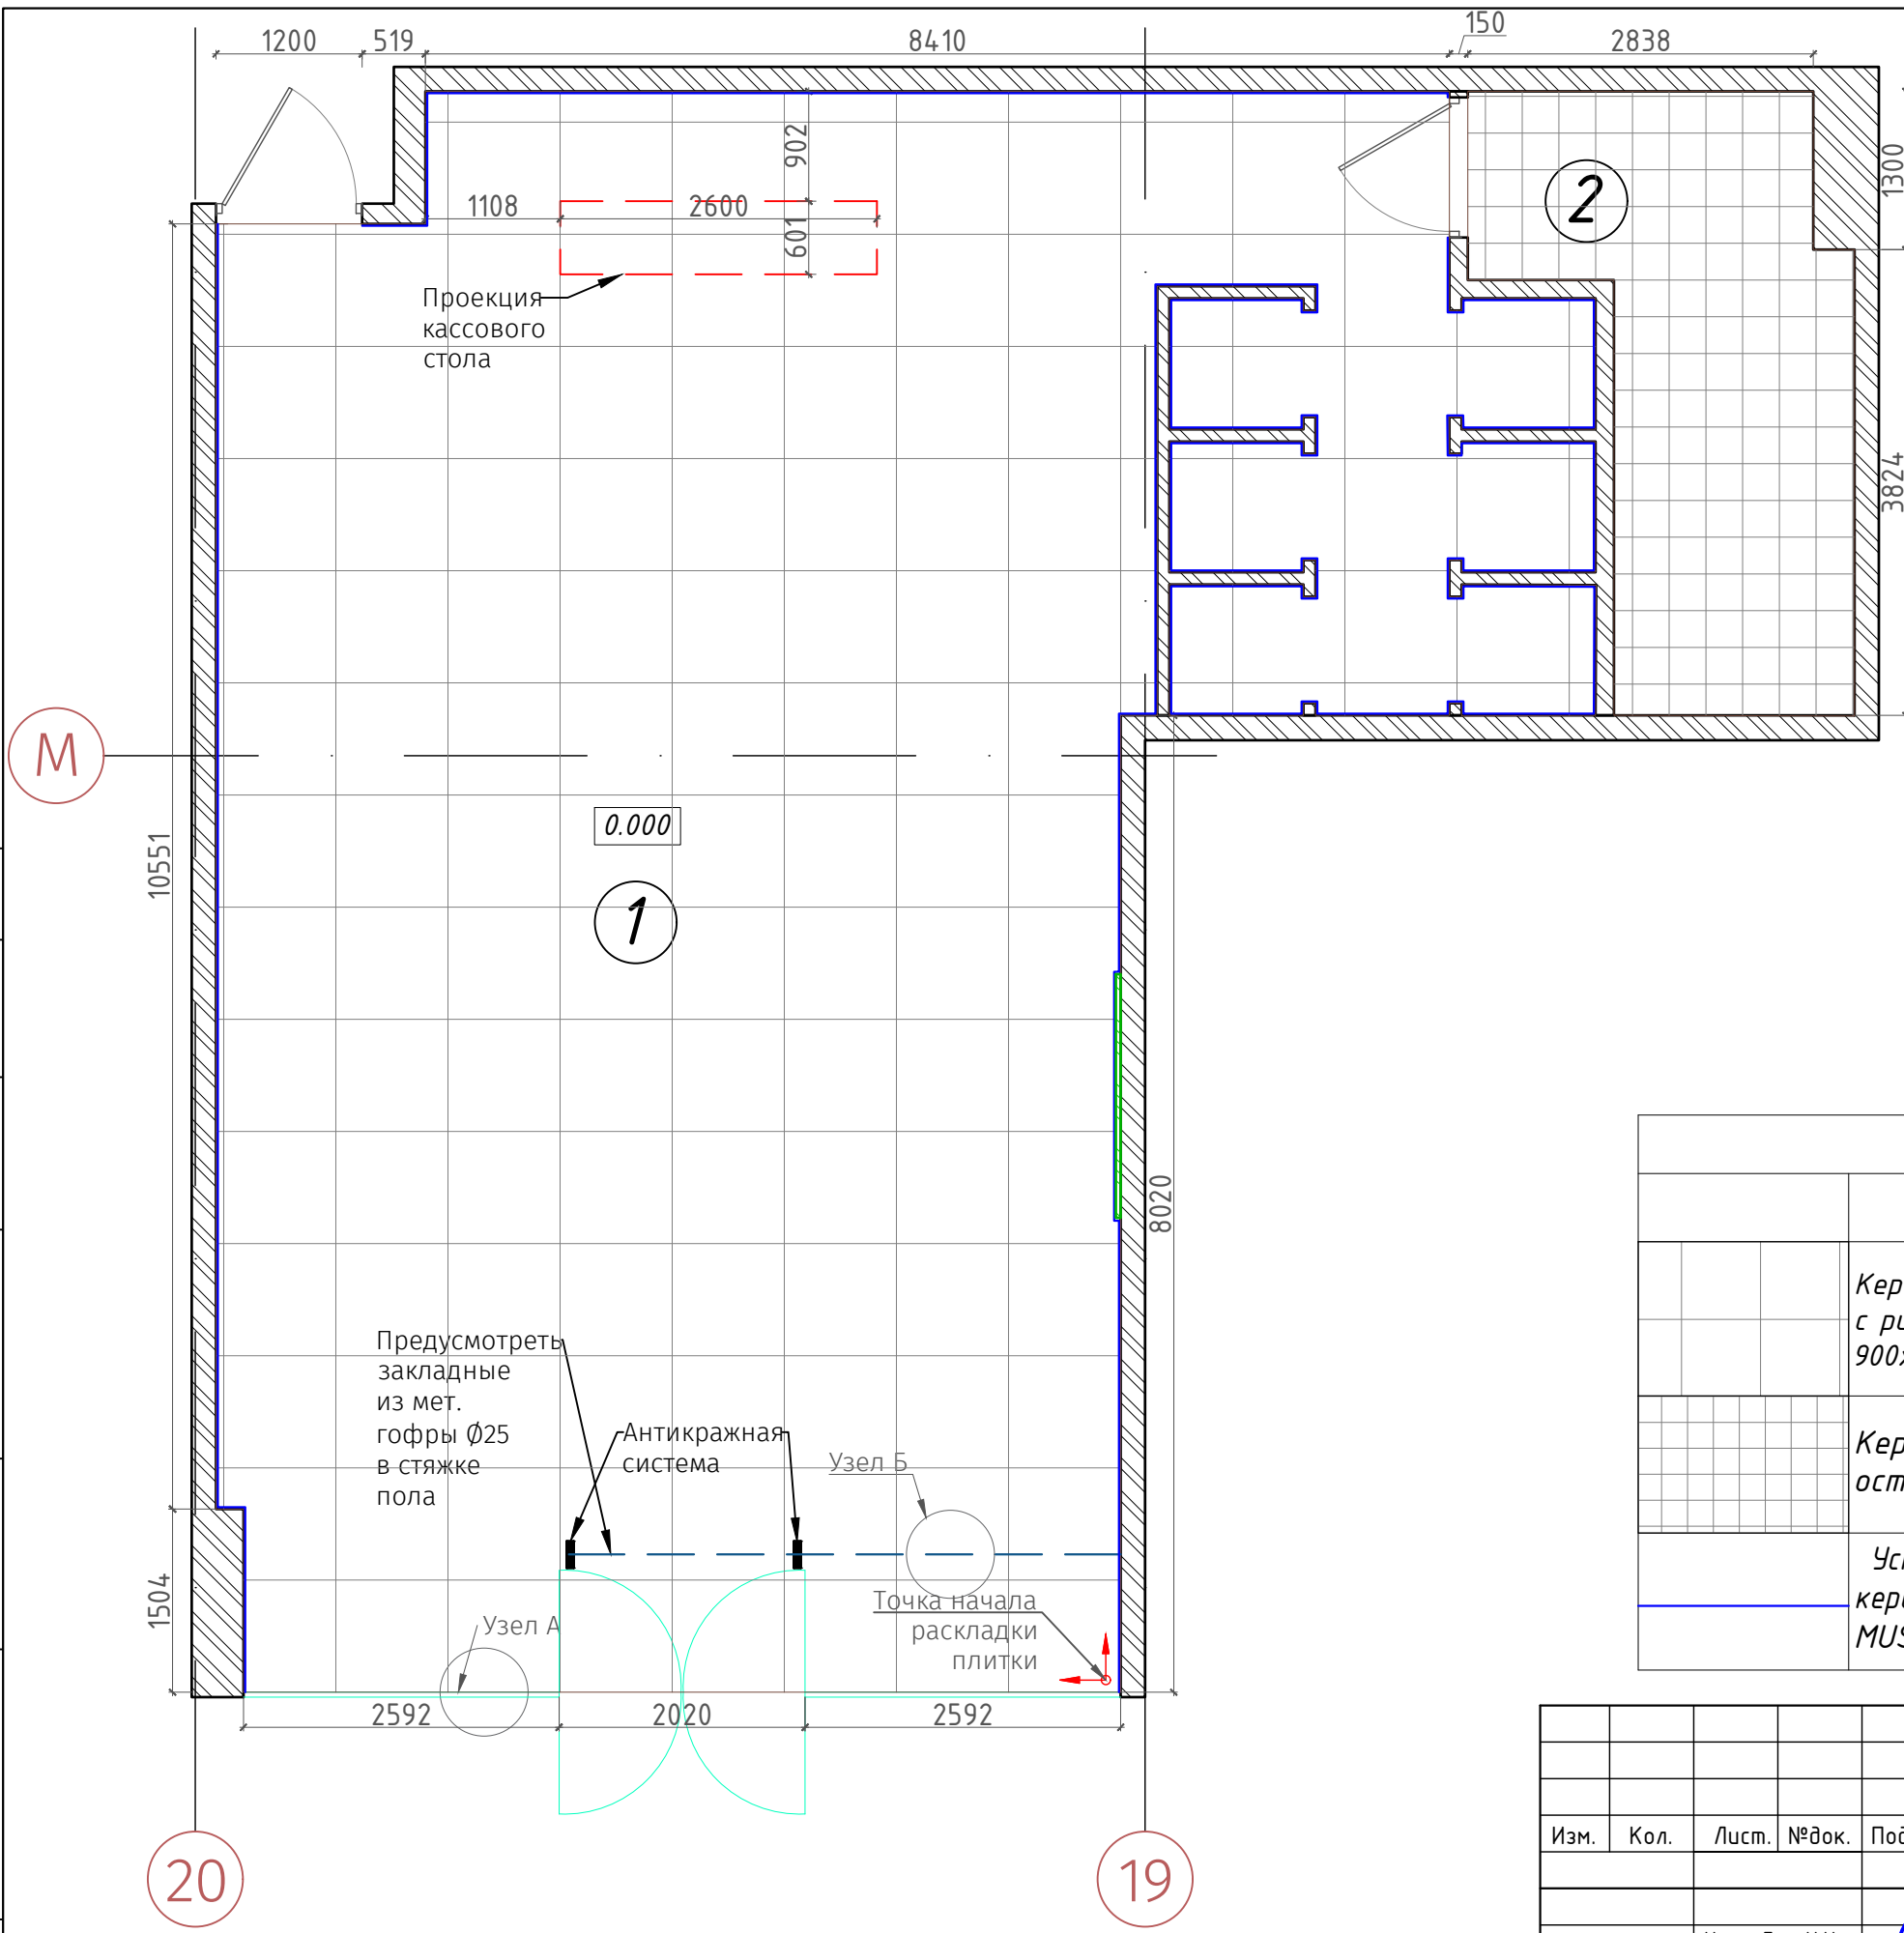 1200
519
8410
150
2838
902
1108
2600
601
1300
2
Проекция
кассового
стола
3824
М
0.000
10551
1
8020
Предусмотреть
закладные
из мет.
гофры Ø25
в стяжке
пола
Антикражная
система
Узел Б
Точка начала
раскладки
плитки
1504
Узел А
2592
2020
2592
20
19
Кер
с ри
900
Кер
ост
Ус
кер
MUS
Изм.
Кол.
Лист.
№док.
Под